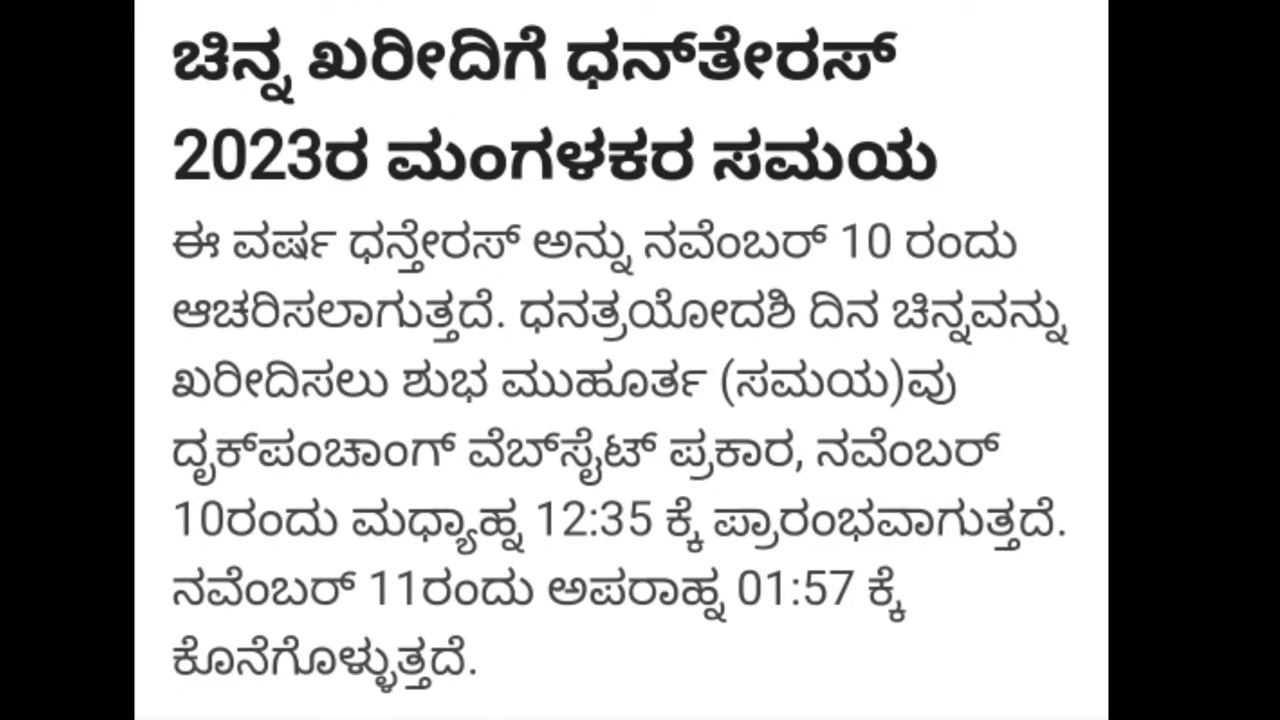 ಚಿನ್ನ ಖರೀದಿಗೆ ಧನ್‌ತೇರಸ್
2023ರ ಮಂಗಳಕರ ಸಮಯ
ಈ ವರ್ಷ ಧನ್ತೇರಸ್ ಅನ್ನು ನವೆಂಬರ್ 10 ರಂದು
ಆಚರಿಸಲಾಗುತ್ತದೆ. ಧನತ್ರಯೋದಶಿ ದಿನ ಚಿನ್ನವನ್ನು
ಖರೀದಿಸಲು ಶುಭ ಮುಹೂರ್ತ (ಸಮಯ)ವು
ದೃಕ್‌ಪಂಚಾಂಗ್ ವೆಬ್‌ಸೈಟ್ ಪ್ರಕಾರ, ನವೆಂಬರ್
10ರಂದು ಮಧ್ಯಾಹ್ನ 12:35 ಕ್ಕೆ ಪ್ರಾರಂಭವಾಗುತ್ತದೆ.
ನವೆಂಬರ್ 11ರಂದು ಅಪರಾಹ್ನ 01:57 ಕ್ಕೆ
ಕೊನೆಗೊಳ್ಳುತ್ತದೆ.